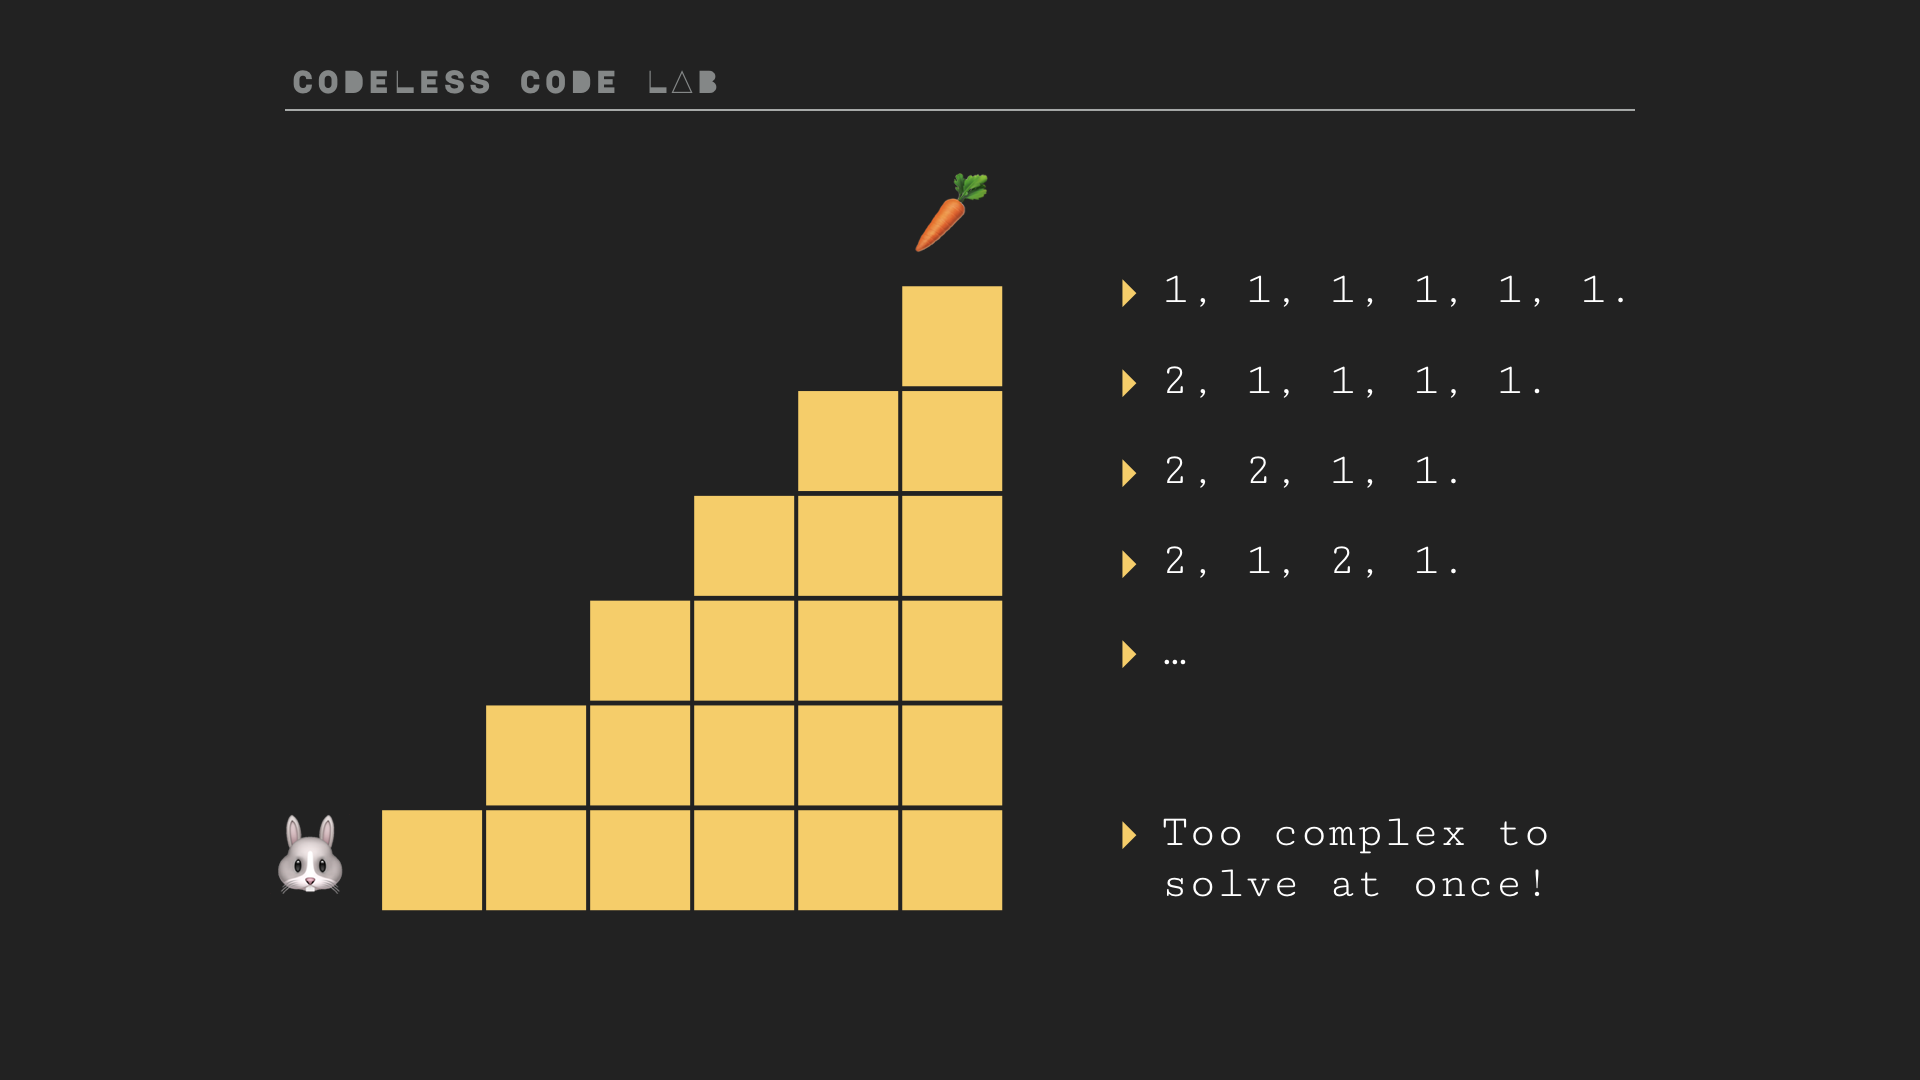 CODELESS CODE LAB
1, 1, 1, 1, 1, 1.
2, 1, 1, 1, 1.
2, 2, 1, 1.
2, 1, 2, 1.
…
Too complex to
solve at once!